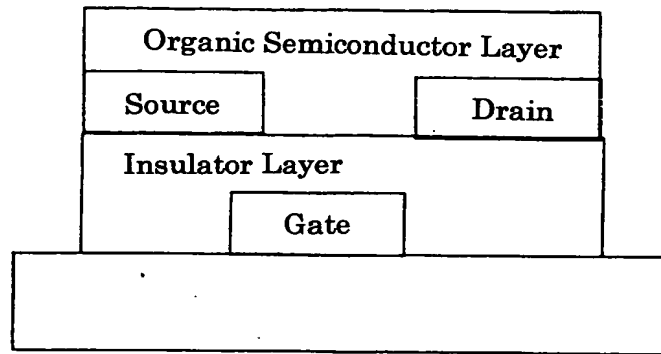 Organic Semiconductor Layer
Source
Drain
Insulator Layer
Gate